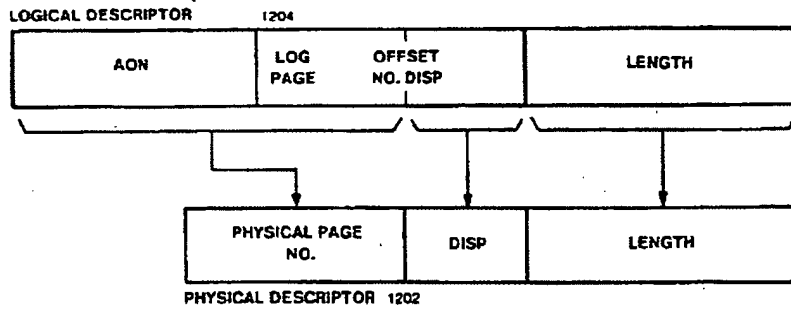 LOGICAL DESCRIPTOR 1204
AON
LOG OFFSET
PAGE NO. DISP
LENGTH
PHYSICAL PAGE
NO.
DISP
LENGTH
PHYSICAL DESCRIPTOR 1202